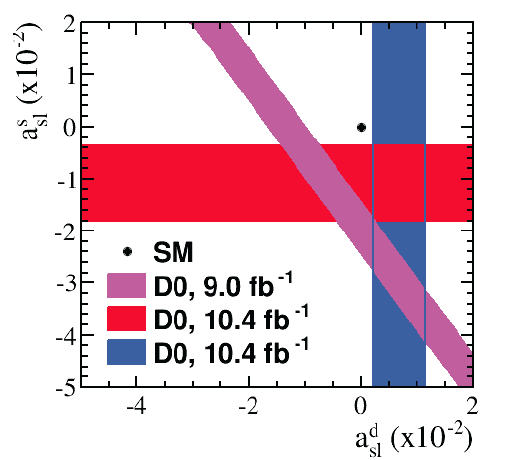 a^s_sl (x10^-2)
2
1
0
-1
-2
-3
-4
-5
SM
D0, 9.0 fb^-1
D0, 10.4 fb^-1
D0, 10.4 fb^-1
-4 -2 0 2
a^d_sl (x10^-2)